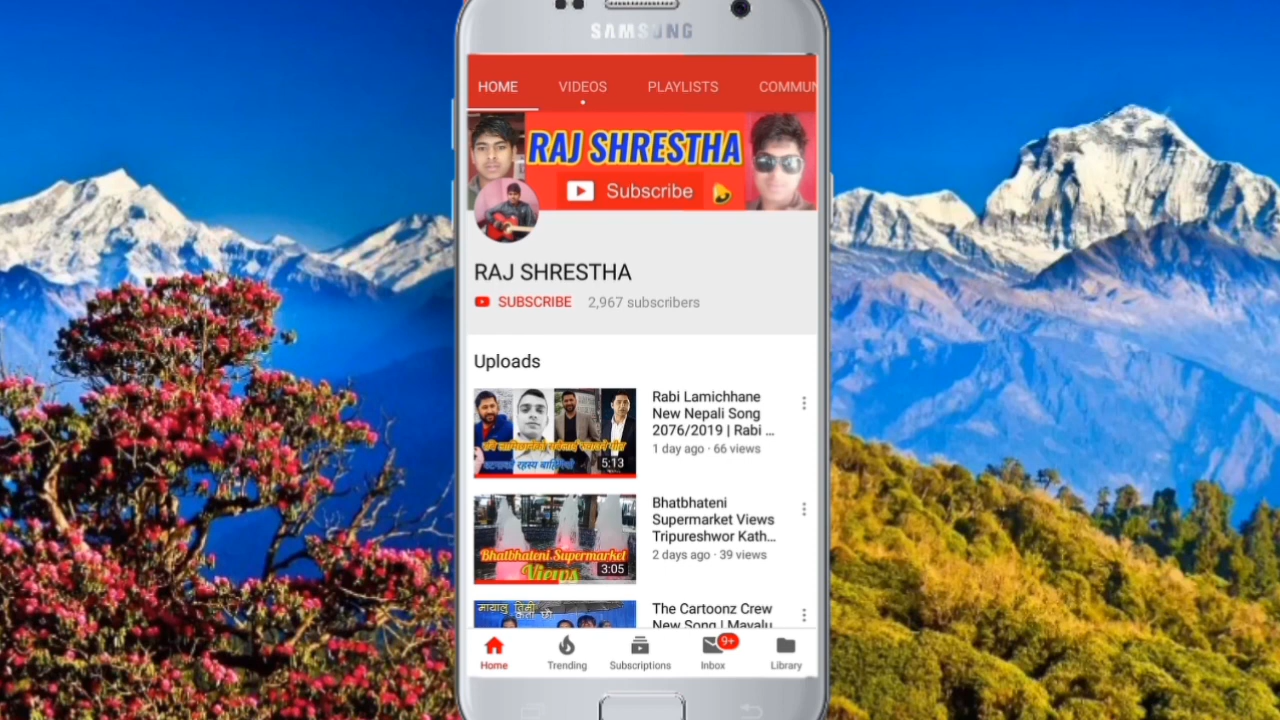 SAMSUNG
HOME VIDEOS PLAYLISTS COMMUN
RAJ SHRESTHA
Subscribe
RAJ SHRESTHA
SUBSCRIBE 2,967 subscribers
Uploads
Rabi Lamichhane
New Nepali Song
2076/2019 | Rabi ...
1 day ago · 66 views
5:13
Bhatbhateni
Supermarket Views
Tripureshwor Kath...
2 days ago · 39 views
Bhatbhateni Supermarket
Views
3:05
मायालु तिमी
कती छौ
The Cartoonz Crew
New Song | Mayalu
9+
Home Trending Subscriptions Inbox Library